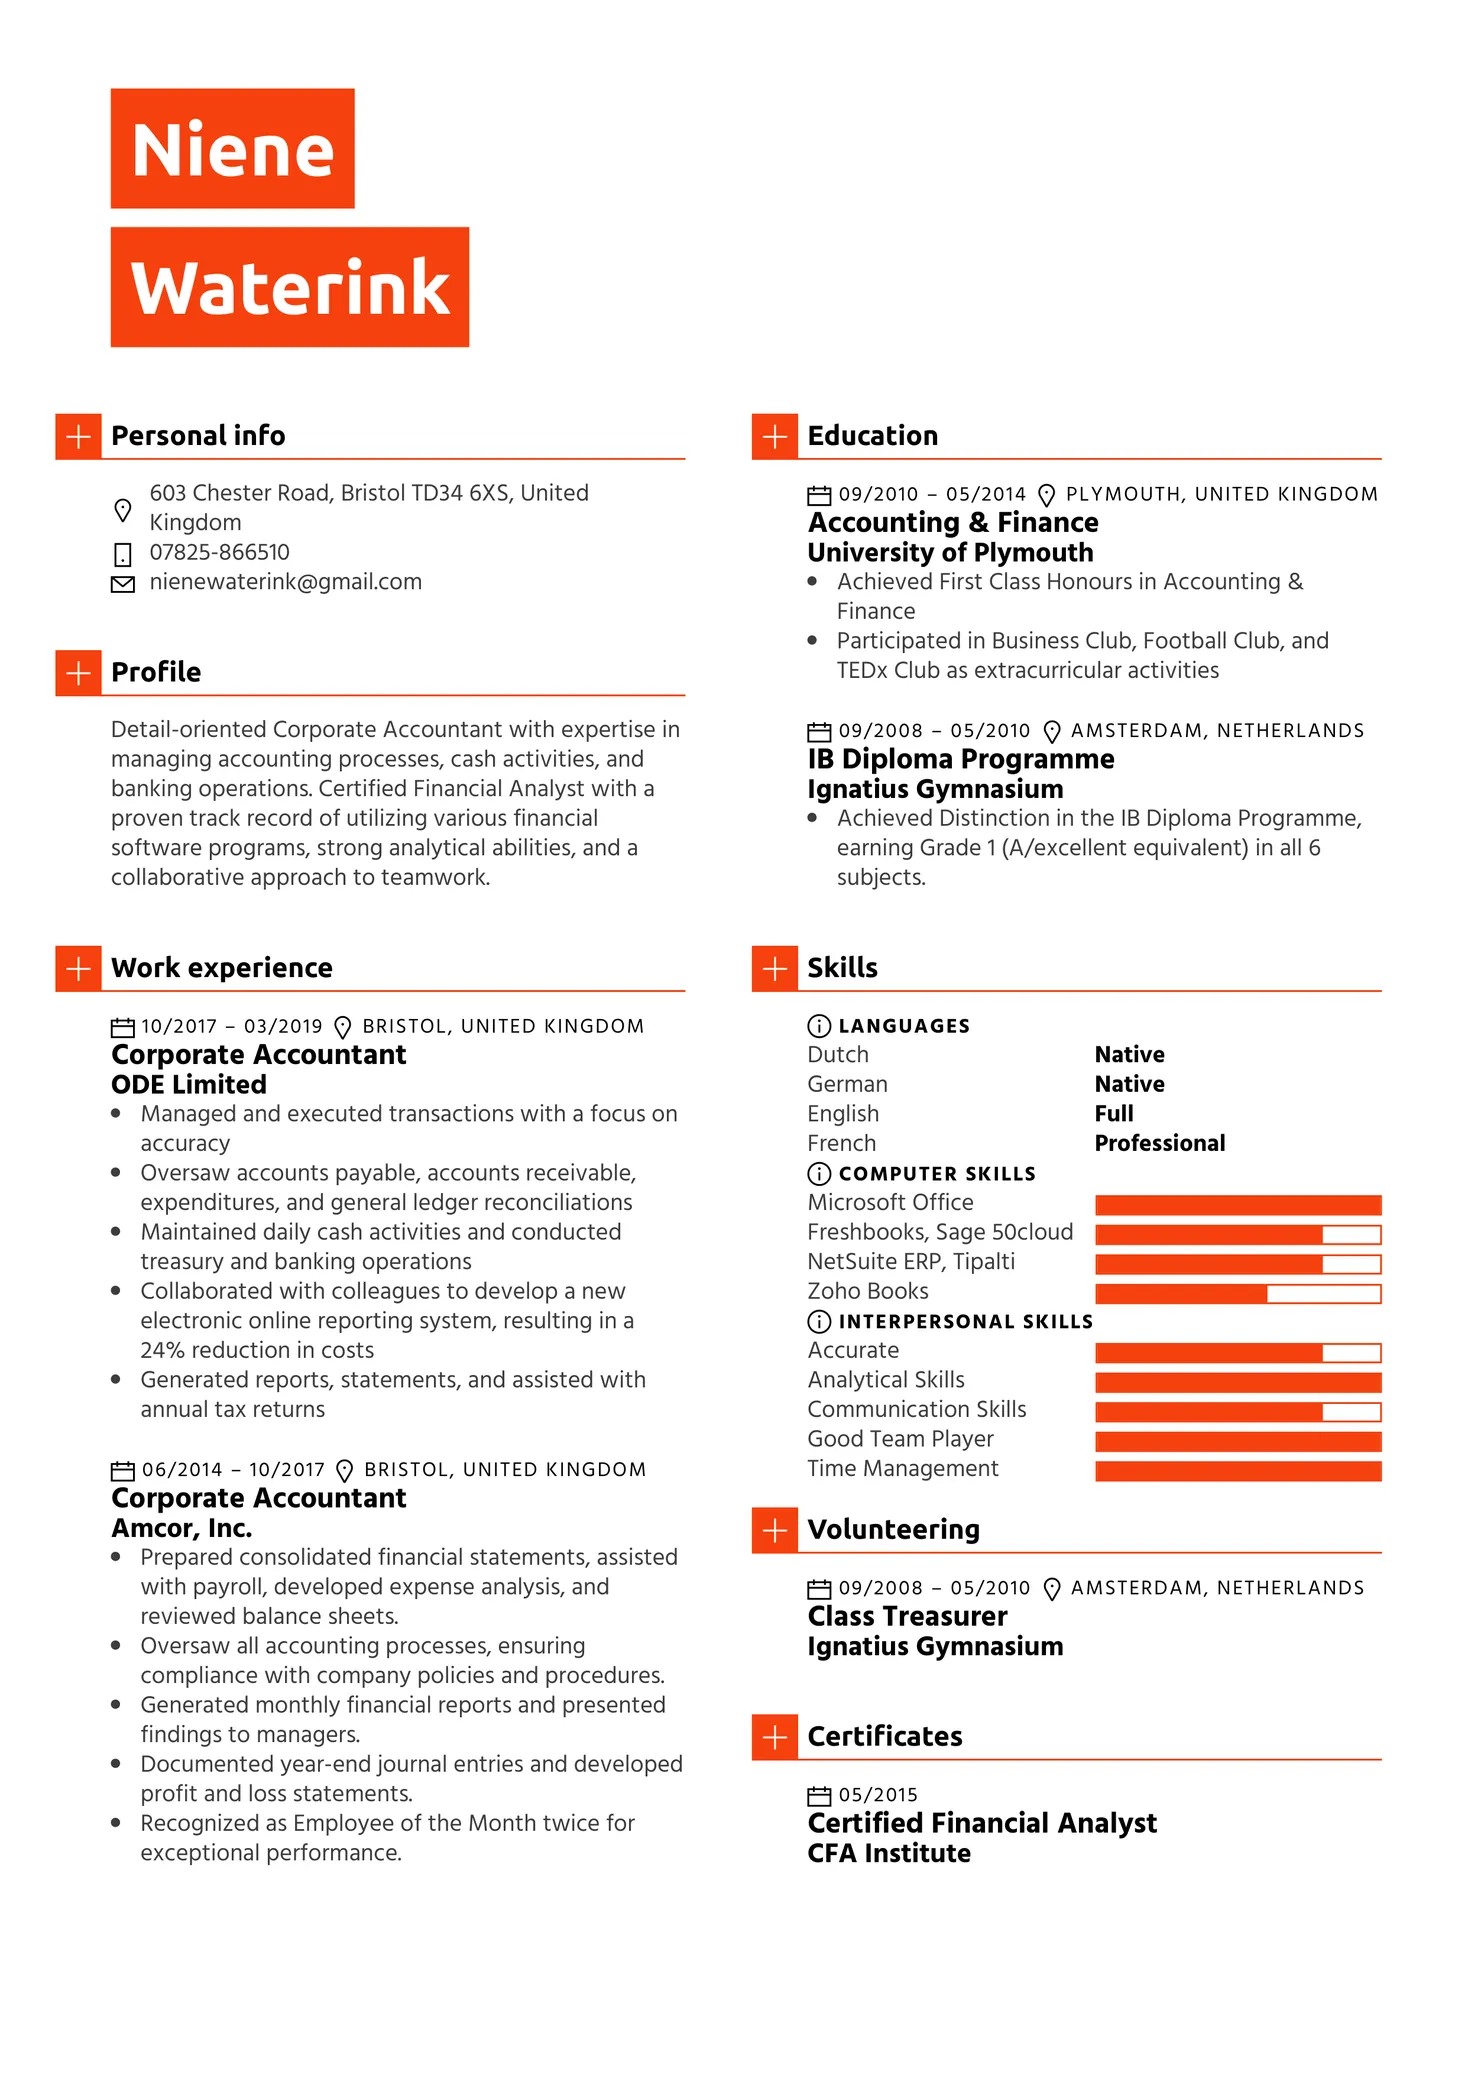 Niene
Waterink
Personal info
603 Chester Road, Bristol TD34 6XS, United
Kingdom
07825-866510
nienewaterink@gmail.com
Profile
Detail-oriented Corporate Accountant with expertise in
managing accounting processes, cash activities, and
banking operations. Certified Financial Analyst with a
proven track record of utilizing various financial
software programs, strong analytical abilities, and a
collaborative approach to teamwork.
Work experience
10/2017 – 03/2019 BRISTOL, UNITED KINGDOM
Corporate Accountant
ODE Limited
• Managed and executed transactions with a focus on
accuracy
• Oversaw accounts payable, accounts receivable,
expenditures, and general ledger reconciliations
• Maintained daily cash activities and conducted
treasury and banking operations
• Collaborated with colleagues to develop a new
electronic online reporting system, resulting in a
24% reduction in costs
• Generated reports, statements, and assisted with
annual tax returns
06/2014 – 10/2017 BRISTOL, UNITED KINGDOM
Corporate Accountant
Amcor, Inc.
• Prepared consolidated financial statements, assisted
with payroll, developed expense analysis, and
reviewed balance sheets.
• Oversaw all accounting processes, ensuring
compliance with company policies and procedures.
• Generated monthly financial reports and presented
findings to managers.
• Documented year-end journal entries and developed
profit and loss statements.
• Recognized as Employee of the Month twice for
exceptional performance.
Education
09/2010 – 05/2014 PLYMOUTH, UNITED KINGDOM
Accounting & Finance
University of Plymouth
• Achieved First Class Honours in Accounting &
Finance
• Participated in Business Club, Football Club, and
TEDx Club as extracurricular activities
09/2008 – 05/2010 AMSTERDAM, NETHERLANDS
IB Diploma Programme
Ignatius Gymnasium
• Achieved Distinction in the IB Diploma Programme,
earning Grade 1 (A/excellent equivalent) in all 6
subjects.
Skills
LANGUAGES
Dutch Native
German Native
English Full
French Professional
COMPUTER SKILLS
Microsoft Office
Freshbooks, Sage 50cloud
NetSuite ERP, Tipalti
Zoho Books
INTERPERSONAL SKILLS
Accurate
Analytical Skills
Communication Skills
Good Team Player
Time Management
Volunteering
09/2008 – 05/2010 AMSTERDAM, NETHERLANDS
Class Treasurer
Ignatius Gymnasium
Certificates
05/2015
Certified Financial Analyst
CFA Institute